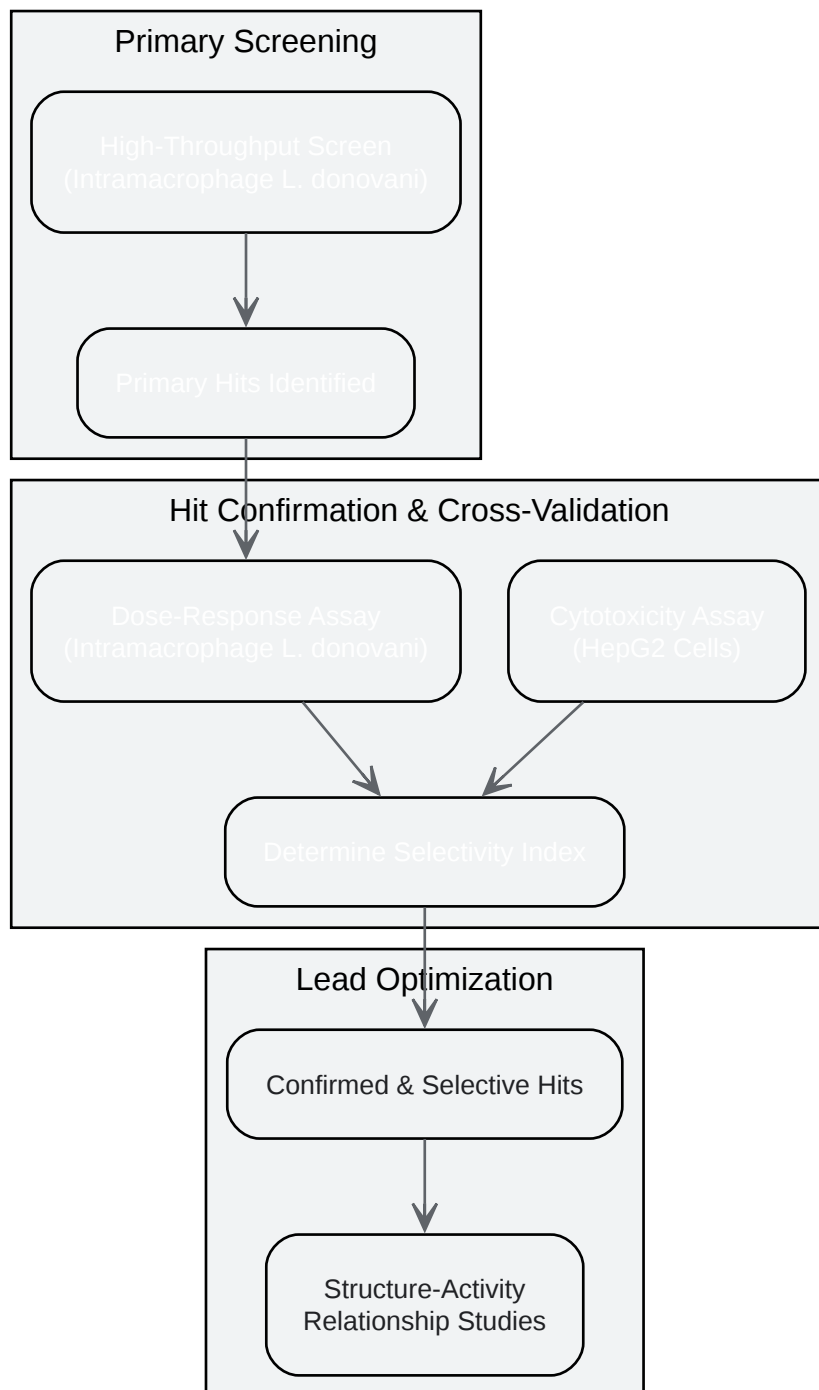 Primary Screening
High-Throughput Screen
(Intramacrophage L. donovani)
Primary Hits Identified
Hit Confirmation & Cross-Validation
Dose-Response Assay
(Intramacrophage L. donovani)
Cytotoxicity Assay
(HepG2 Cells)
Determine Selectivity Index
Lead Optimization
Confirmed & Selective Hits
Structure-Activity
Relationship Studies